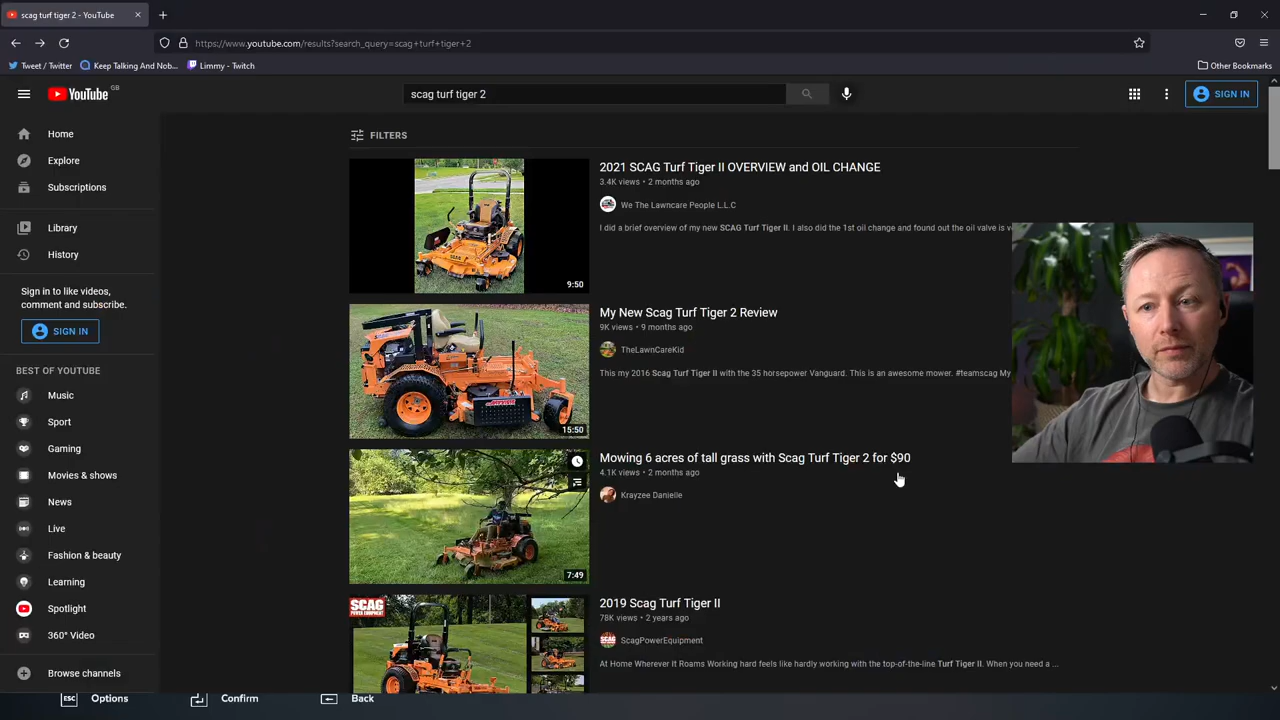 scag turf tiger 2 - YouTube
https://www.youtube.com/results?search_query=scag+turf+tiger+2
Tweet / Twitter
Keep Talking And Nob...
Limmy - Twitch
Other Bookmarks
YouTube GB
scag turf tiger 2
SIGN IN
Home
Explore
Subscriptions
Library
History
Sign in to like videos,
comment and subscribe.
SIGN IN
BEST OF YOUTUBE
Music
Sport
Gaming
Movies & shows
News
Live
Fashion & beauty
Learning
Spotlight
360° Video
Browse channels
FILTERS
9:50
2021 SCAG Turf Tiger II OVERVIEW and OIL CHANGE
3.4K views • 2 months ago
We The Lawncare People L.L.C
I did a brief overview of my new SCAG Turf Tiger II. I also did the 1st oil change and found out the oil valve is
15:50
My New Scag Turf Tiger 2 Review
9K views • 9 months ago
TheLawnCareKid
This my 2016 Scag Turf Tiger II with the 35 horsepower Vanguard. This is an awesome mower. #teamscag My
7:49
Mowing 6 acres of tall grass with Scag Turf Tiger 2 for $90
4.1K views • 2 months ago
Krayzee Danielle
SCAG
POWER EQUIPMENT
2019 Scag Turf Tiger II
78K views • 2 years ago
ScagPowerEquipment
At Home Wherever It Roams Working hard feels like hardly working with the top-of-the-line Turf Tiger II. When you need a ...
ESC Options
Confirm
Back